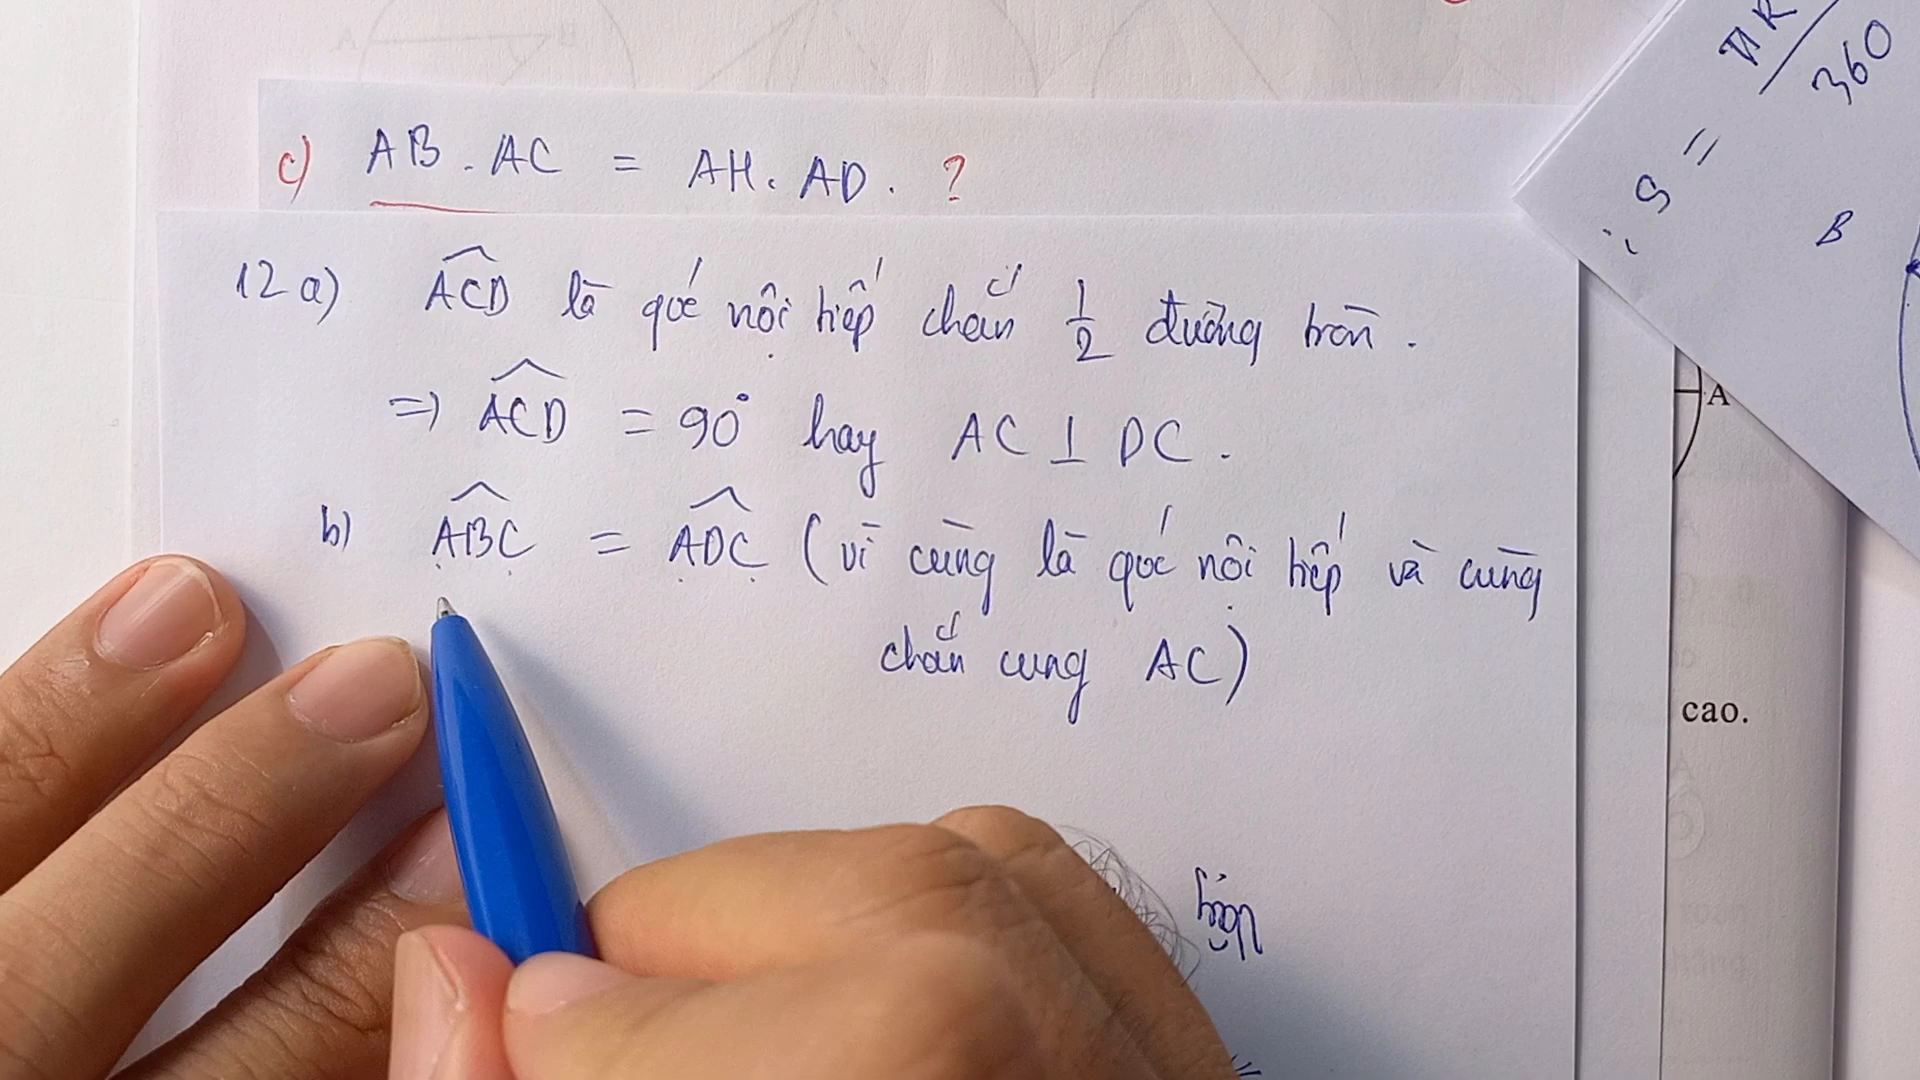 c) AB . AC = AH . AD . ?
12 a) ACD là góc nội tiếp chắn 1/2 đường tròn .
=> ACD = 90° hay AC ⊥ DC .
b) ABC = ADC ( vì cùng là góc nội tiếp và cùng
chắn cung AC )
S =
360
B
A
cao.